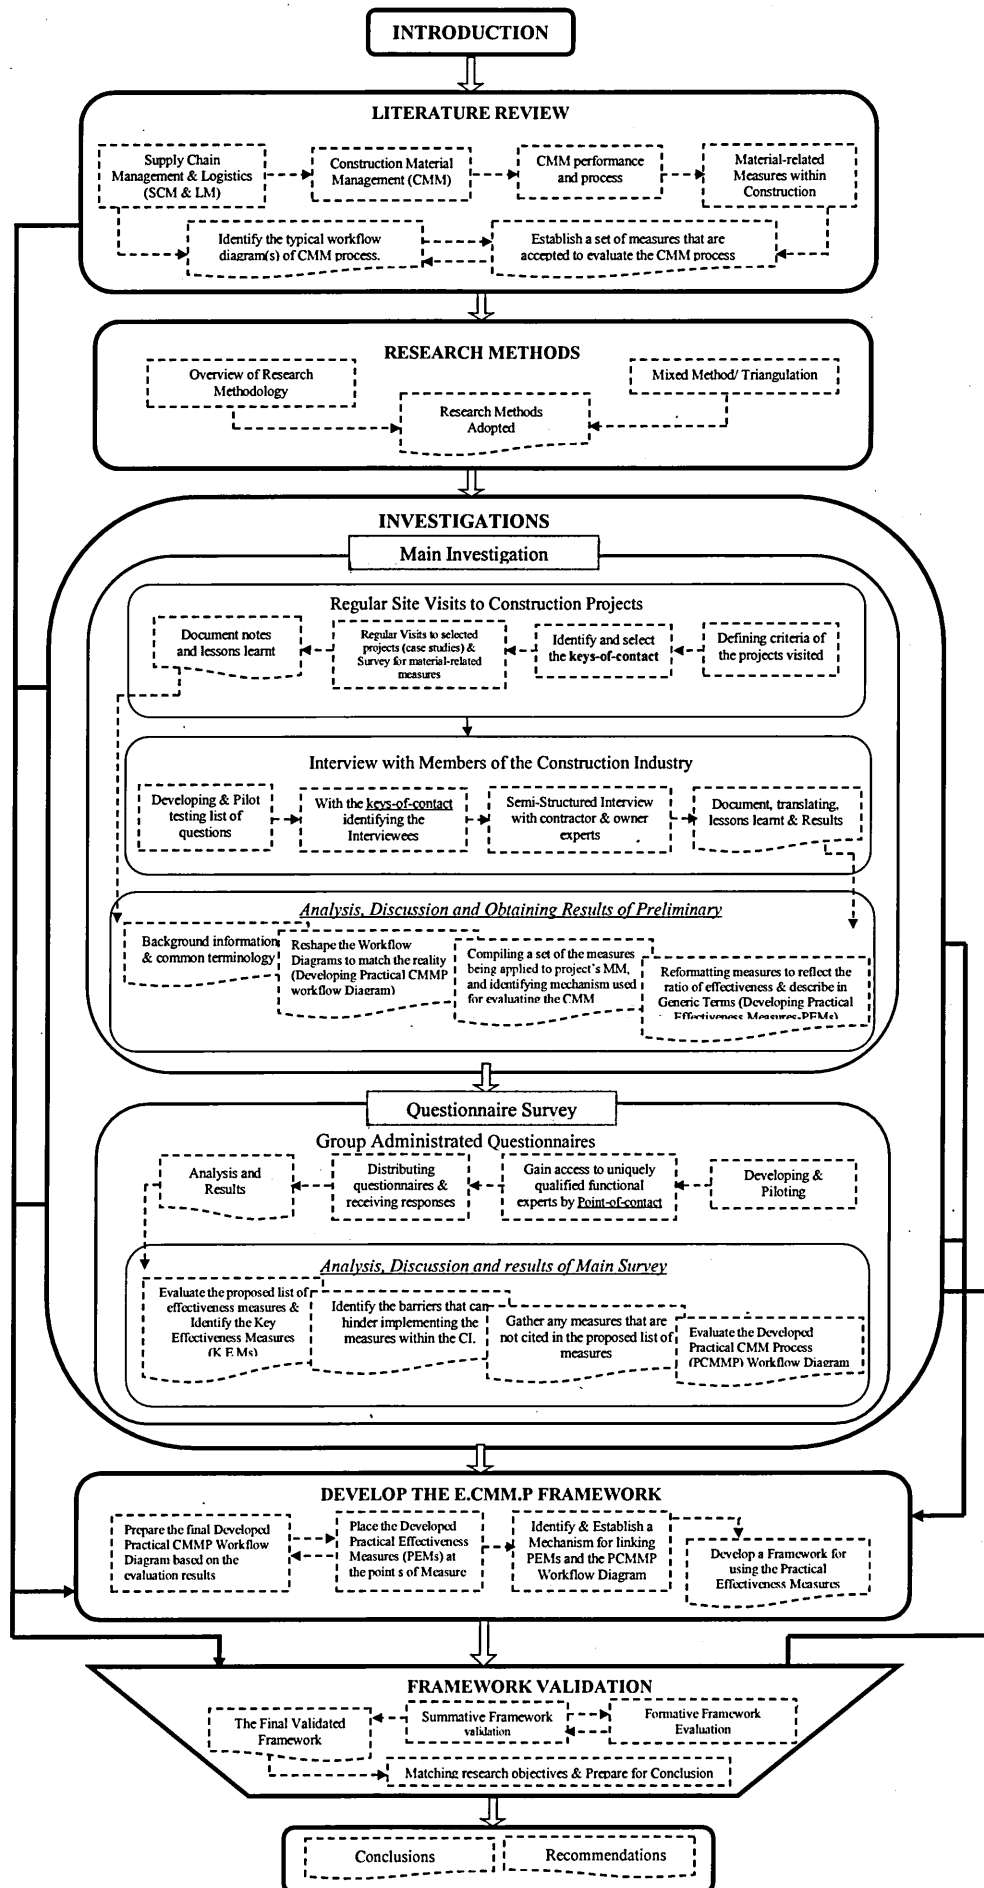 INTRODUCTION
LITERATURE REVIEW
Supply Chain
Management & Logistics
(SCM & LM)
Construction Material
Management (CMM)
CMM performance
and process
Material-related
Measures within
Construction
Identify the typical workflow
diagram(s) of CMM process.
Establish a set of measures that are
accepted to evaluate the CMM process
RESEARCH METHODS
Overview of Research
Methodology
Mixed Method/ Triangulation
Research Methods
Adopted
INVESTIGATIONS
Main Investigation
Regular Site Visits to Construction Projects
Document notes
and lessons learnt
Regular Visits to selected
projects (case studies) &
Survey for material-related
measures
Identify and select
the keys-of-contact
Defining criteria of
the projects visited
Interview with Members of the Construction Industry
Developing & Pilot
testing list of
questions
With the keys-of-contact
identifying the
Interviewees
Semi-Structured Interview
with contractor & owner
experts
Document, translating,
lessons learnt & Results
Analysis, Discussion and Obtaining Results of Preliminary
Background information
& common terminology
Reshape the Workflow
Diagrams to match the reality
(Developing Practical CMMP
workflow Diagram)
Compiling a set of the measures
being applied to project's MM,
and identifying mechanism used
for evaluating the CMM
Reformatting measures to reflect the
ratio of effectiveness & describe in
Generic Terms (Developing Practical
Effectiveness Measures-PEMs)
Questionnaire Survey
Group Administrated Questionnaires
Analysis and
Results
Distributing
questionnaires &
receiving responses
Gain access to uniquely
qualified functional
experts by Point-of-contact
Developing &
Piloting
Analysis, Discussion and results of Main Survey
Evaluate the proposed list of
effectiveness measures &
Identify the Key
Effectiveness Measures
(K.E.Ms)
Identify the barriers that can
hinder implementing the
measures within the CI.
Gather any measures that are
not cited in the proposed list of
measures
Evaluate the Developed
Practical CMM Process
(PCMMP) Workflow Diagram
DEVELOP THE E.CMM.P FRAMEWORK
Prepare the final Developed
Practical CMMP Workflow
Diagram based on the
evaluation results
Place the Developed
Practical Effectiveness
Measures (PEMs) at
the point s of Measure
Identify & Establish a
Mechanism for linking
PEMs and the PCMMP
Workflow Diagram
Develop a Framework for
using the Practical
Effectiveness Measures
FRAMEWORK VALIDATION
The Final Validated
Framework
Summative Framework
validation
Formative Framework
Evaluation
Matching research objectives & Prepare for Conclusion
Conclusions
Recommendations